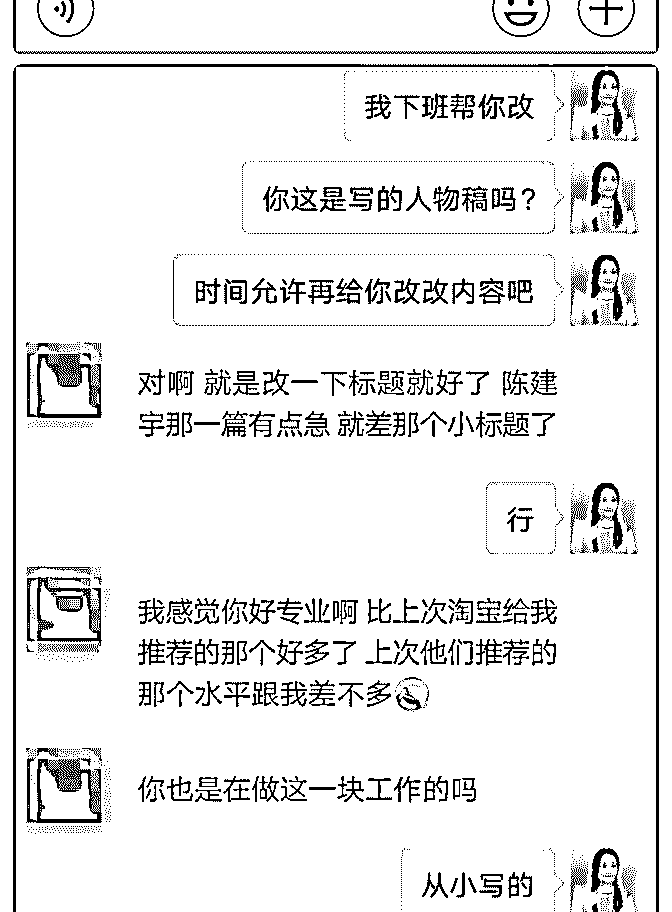 我下班帮你改
你这是写的人物稿吗？
时间允许再给你改改内容吧
对啊 就是改一下标题就好了 陈建
宇那一篇有点急 就差那个小标题了
行
我感觉你好专业啊 比上次淘宝给我
推荐的那个好多了 上次他们推荐的
那个水平跟我差不多
你也是在做这一块工作的吗
从小写的